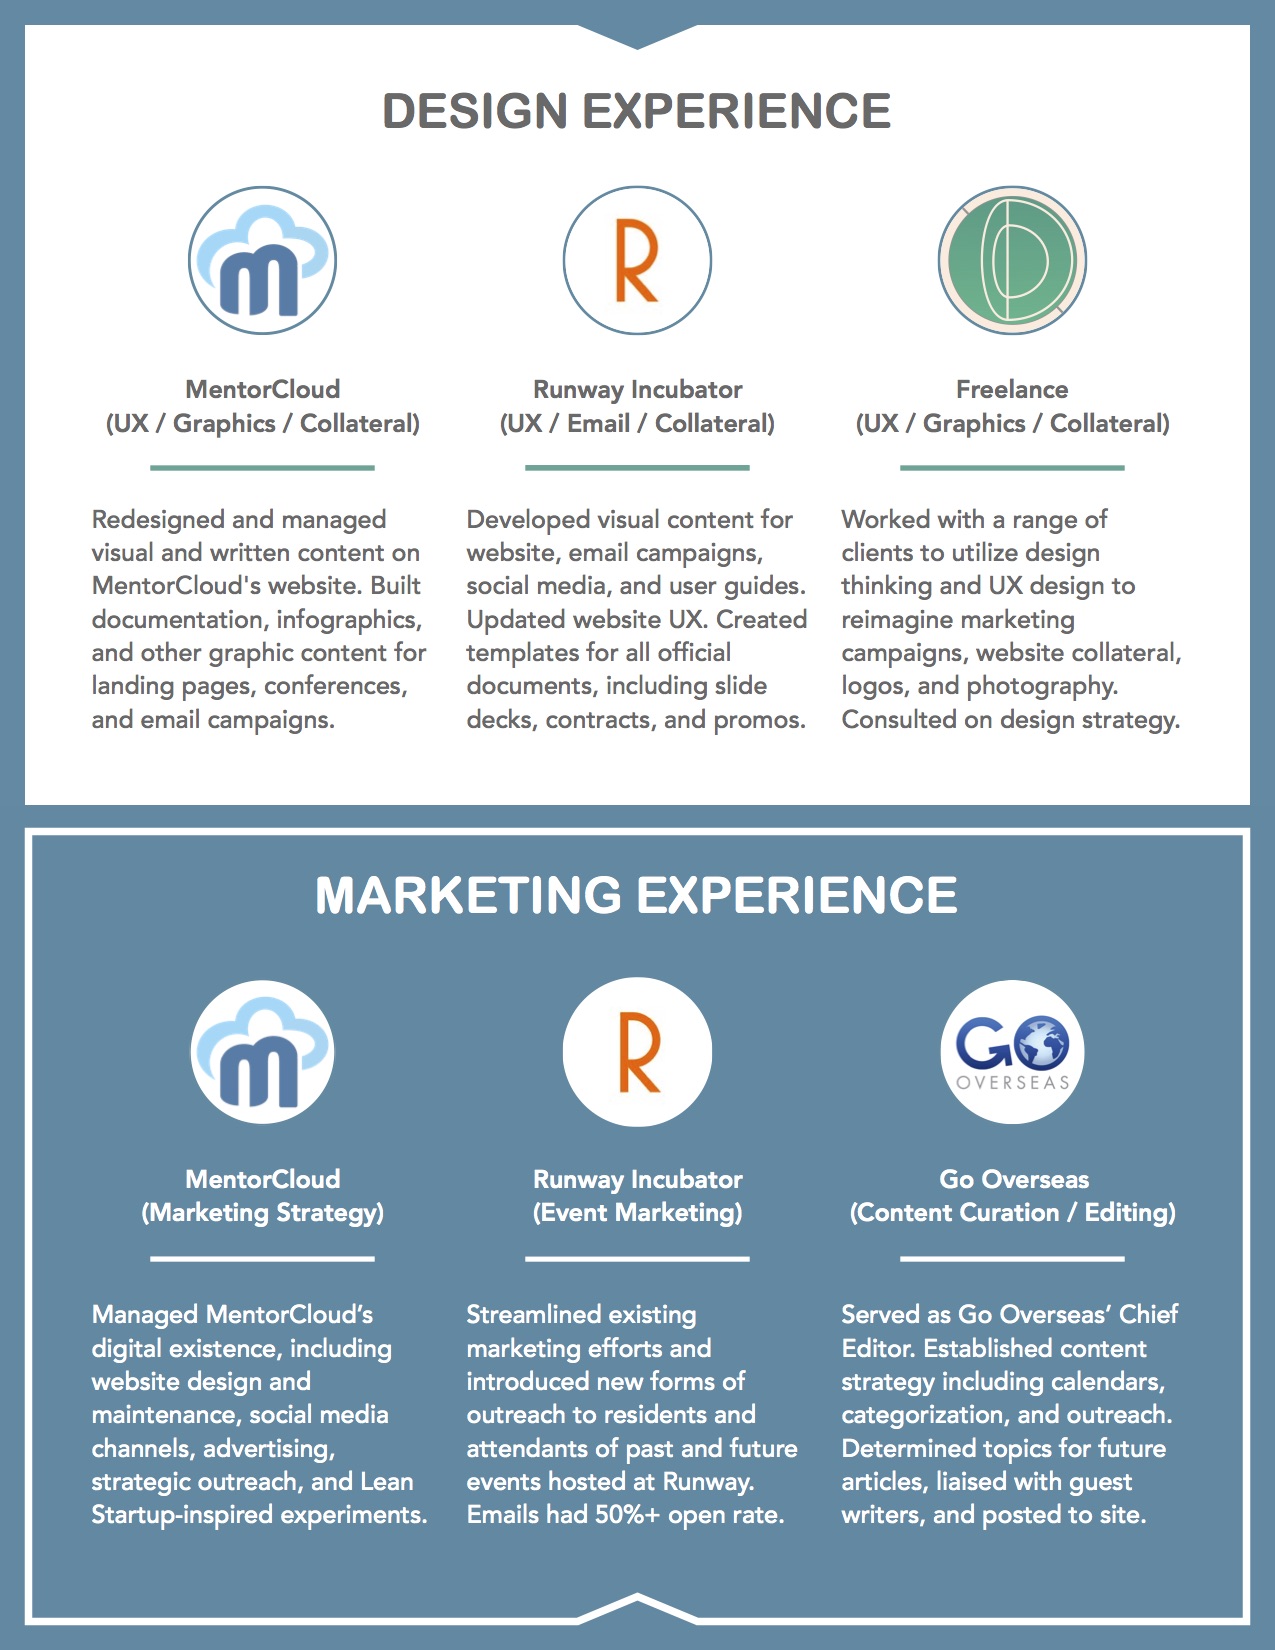 DESIGN EXPERIENCE
m
R
D
MentorCloud
(UX / Graphics / Collateral)
Redesigned and managed
visual and written content on
MentorCloud's website. Built
documentation, infographics,
and other graphic content for
landing pages, conferences,
and email campaigns.
Runway Incubator
(UX / Email / Collateral)
Developed visual content for
website, email campaigns,
social media, and user guides.
Updated website UX. Created
templates for all official
documents, including slide
decks, contracts, and promos.
Freelance
(UX / Graphics / Collateral)
Worked with a range of
clients to utilize design
thinking and UX design to
reimagine marketing
campaigns, website collateral,
logos, and photography.
Consulted on design strategy.
MARKETING EXPERIENCE
m
R
GO
OVERSEAS
MentorCloud
(Marketing Strategy)
Managed MentorCloud’s
digital existence, including
website design and
maintenance, social media
channels, advertising,
strategic outreach, and Lean
Startup-inspired experiments.
Runway Incubator
(Event Marketing)
Streamlined existing
marketing efforts and
introduced new forms of
outreach to residents and
attendants of past and future
events hosted at Runway.
Emails had 50%+ open rate.
Go Overseas
(Content Curation / Editing)
Served as Go Overseas’ Chief
Editor. Established content
strategy including calendars,
categorization, and outreach.
Determined topics for future
articles, liaised with guest
writers, and posted to site.